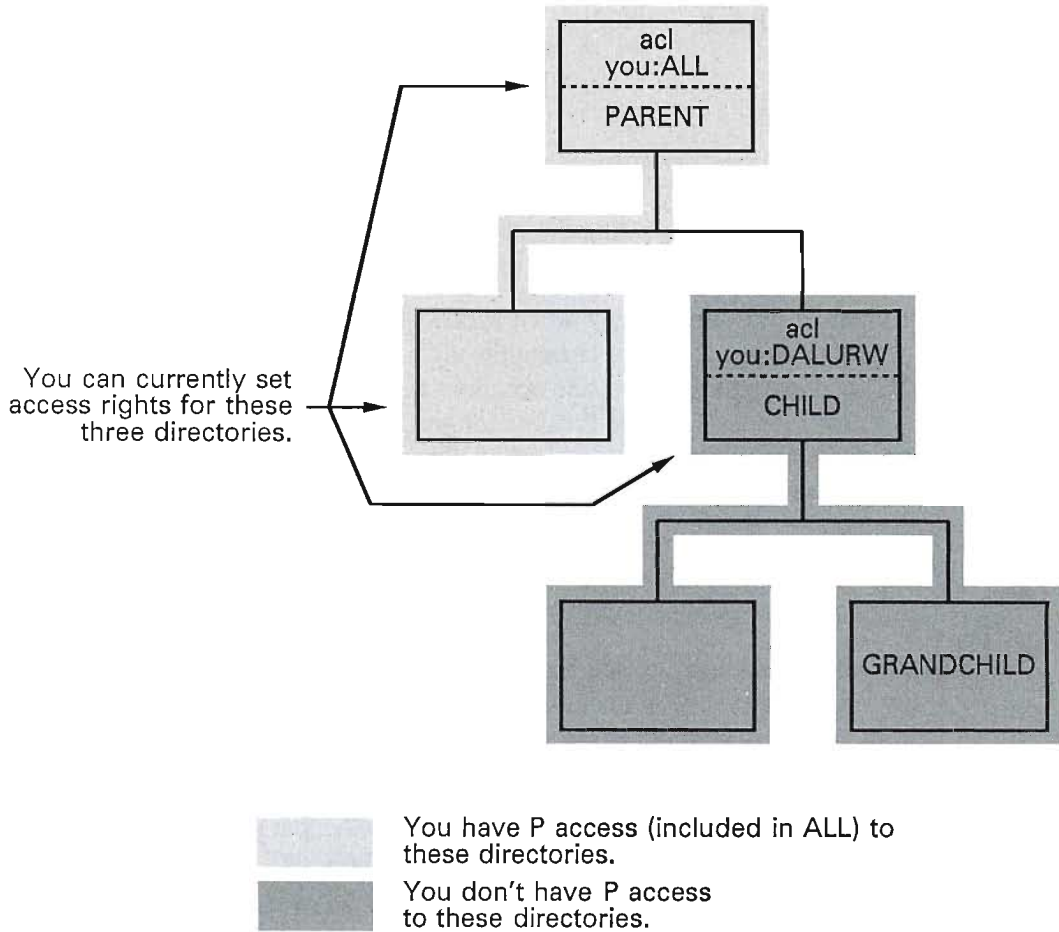 acl
you:ALL
PARENT
acl
you:DALURW
CHILD
You can currently set
access rights for these
three directories.
GRANDCHILD
You have P access (included in ALL) to
these directories.
You don't have P access
to these directories.